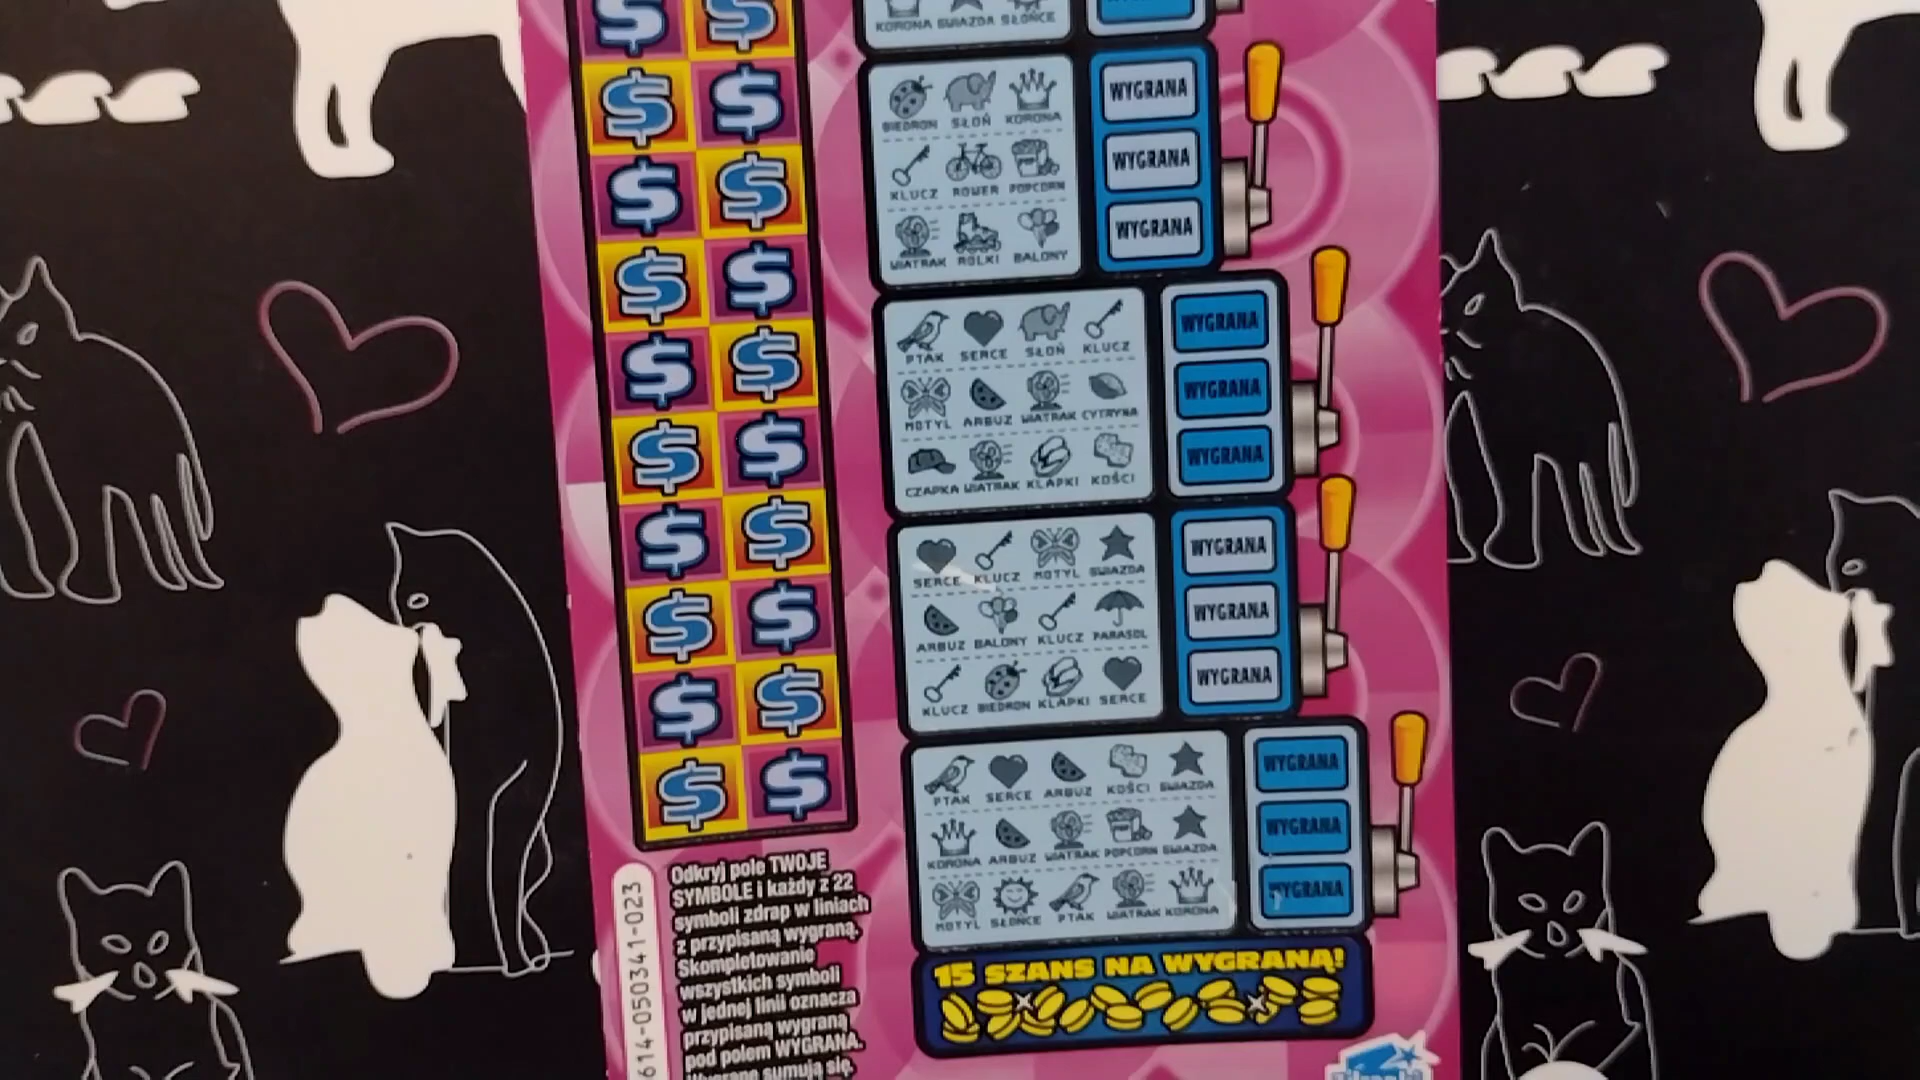 KORONA GWIAZDA SŁOŃCE
BIEDRON SŁOŃ KORONA
WYGRANA
KLUCZ ROWER POPCORN
WYGRANA
WIATRAK ROLKI BALONY
WYGRANA
PTAK SERCE SŁOŃ KLUCZ
WYGRANA
MOTYL ARBUZ WIATRAK CYTRYNA
WYGRANA
CZAPKA WIATRAK KLAPKI KOŚCI
WYGRANA
SERCE KLUCZ MOTYL GWIAZDA
WYGRANA
ARBUZ BALONY KLUCZ PARASOL
WYGRANA
KLUCZ BIEDRON KLAPKI SERCE
WYGRANA
PTAK SERCE ARBUZ KOŚCI GWIAZDA
WYGRANA
KORONA ARBUZ WIATRAK POPCORN GWIAZDA
WYGRANA
MOTYL SŁOŃCE PTAK WIATRAK KORONA
WYGRANA
15 SZANS NA WYGRANĄ!
$ $
$ $
$ $
$ $
$ $
$ $
$ $
$ $
$ $
$ $
Odkryj pole TWOJE
SYMBOLE i każdy z 22
symboli zdrap w liniach
z przypisaną wygraną.
Skompletowanie
wszystkich symboli
w jednej linii oznacza
przypisaną wygraną
pod polem WYGRANA.
Wygrane sumują się.
614-050341-023